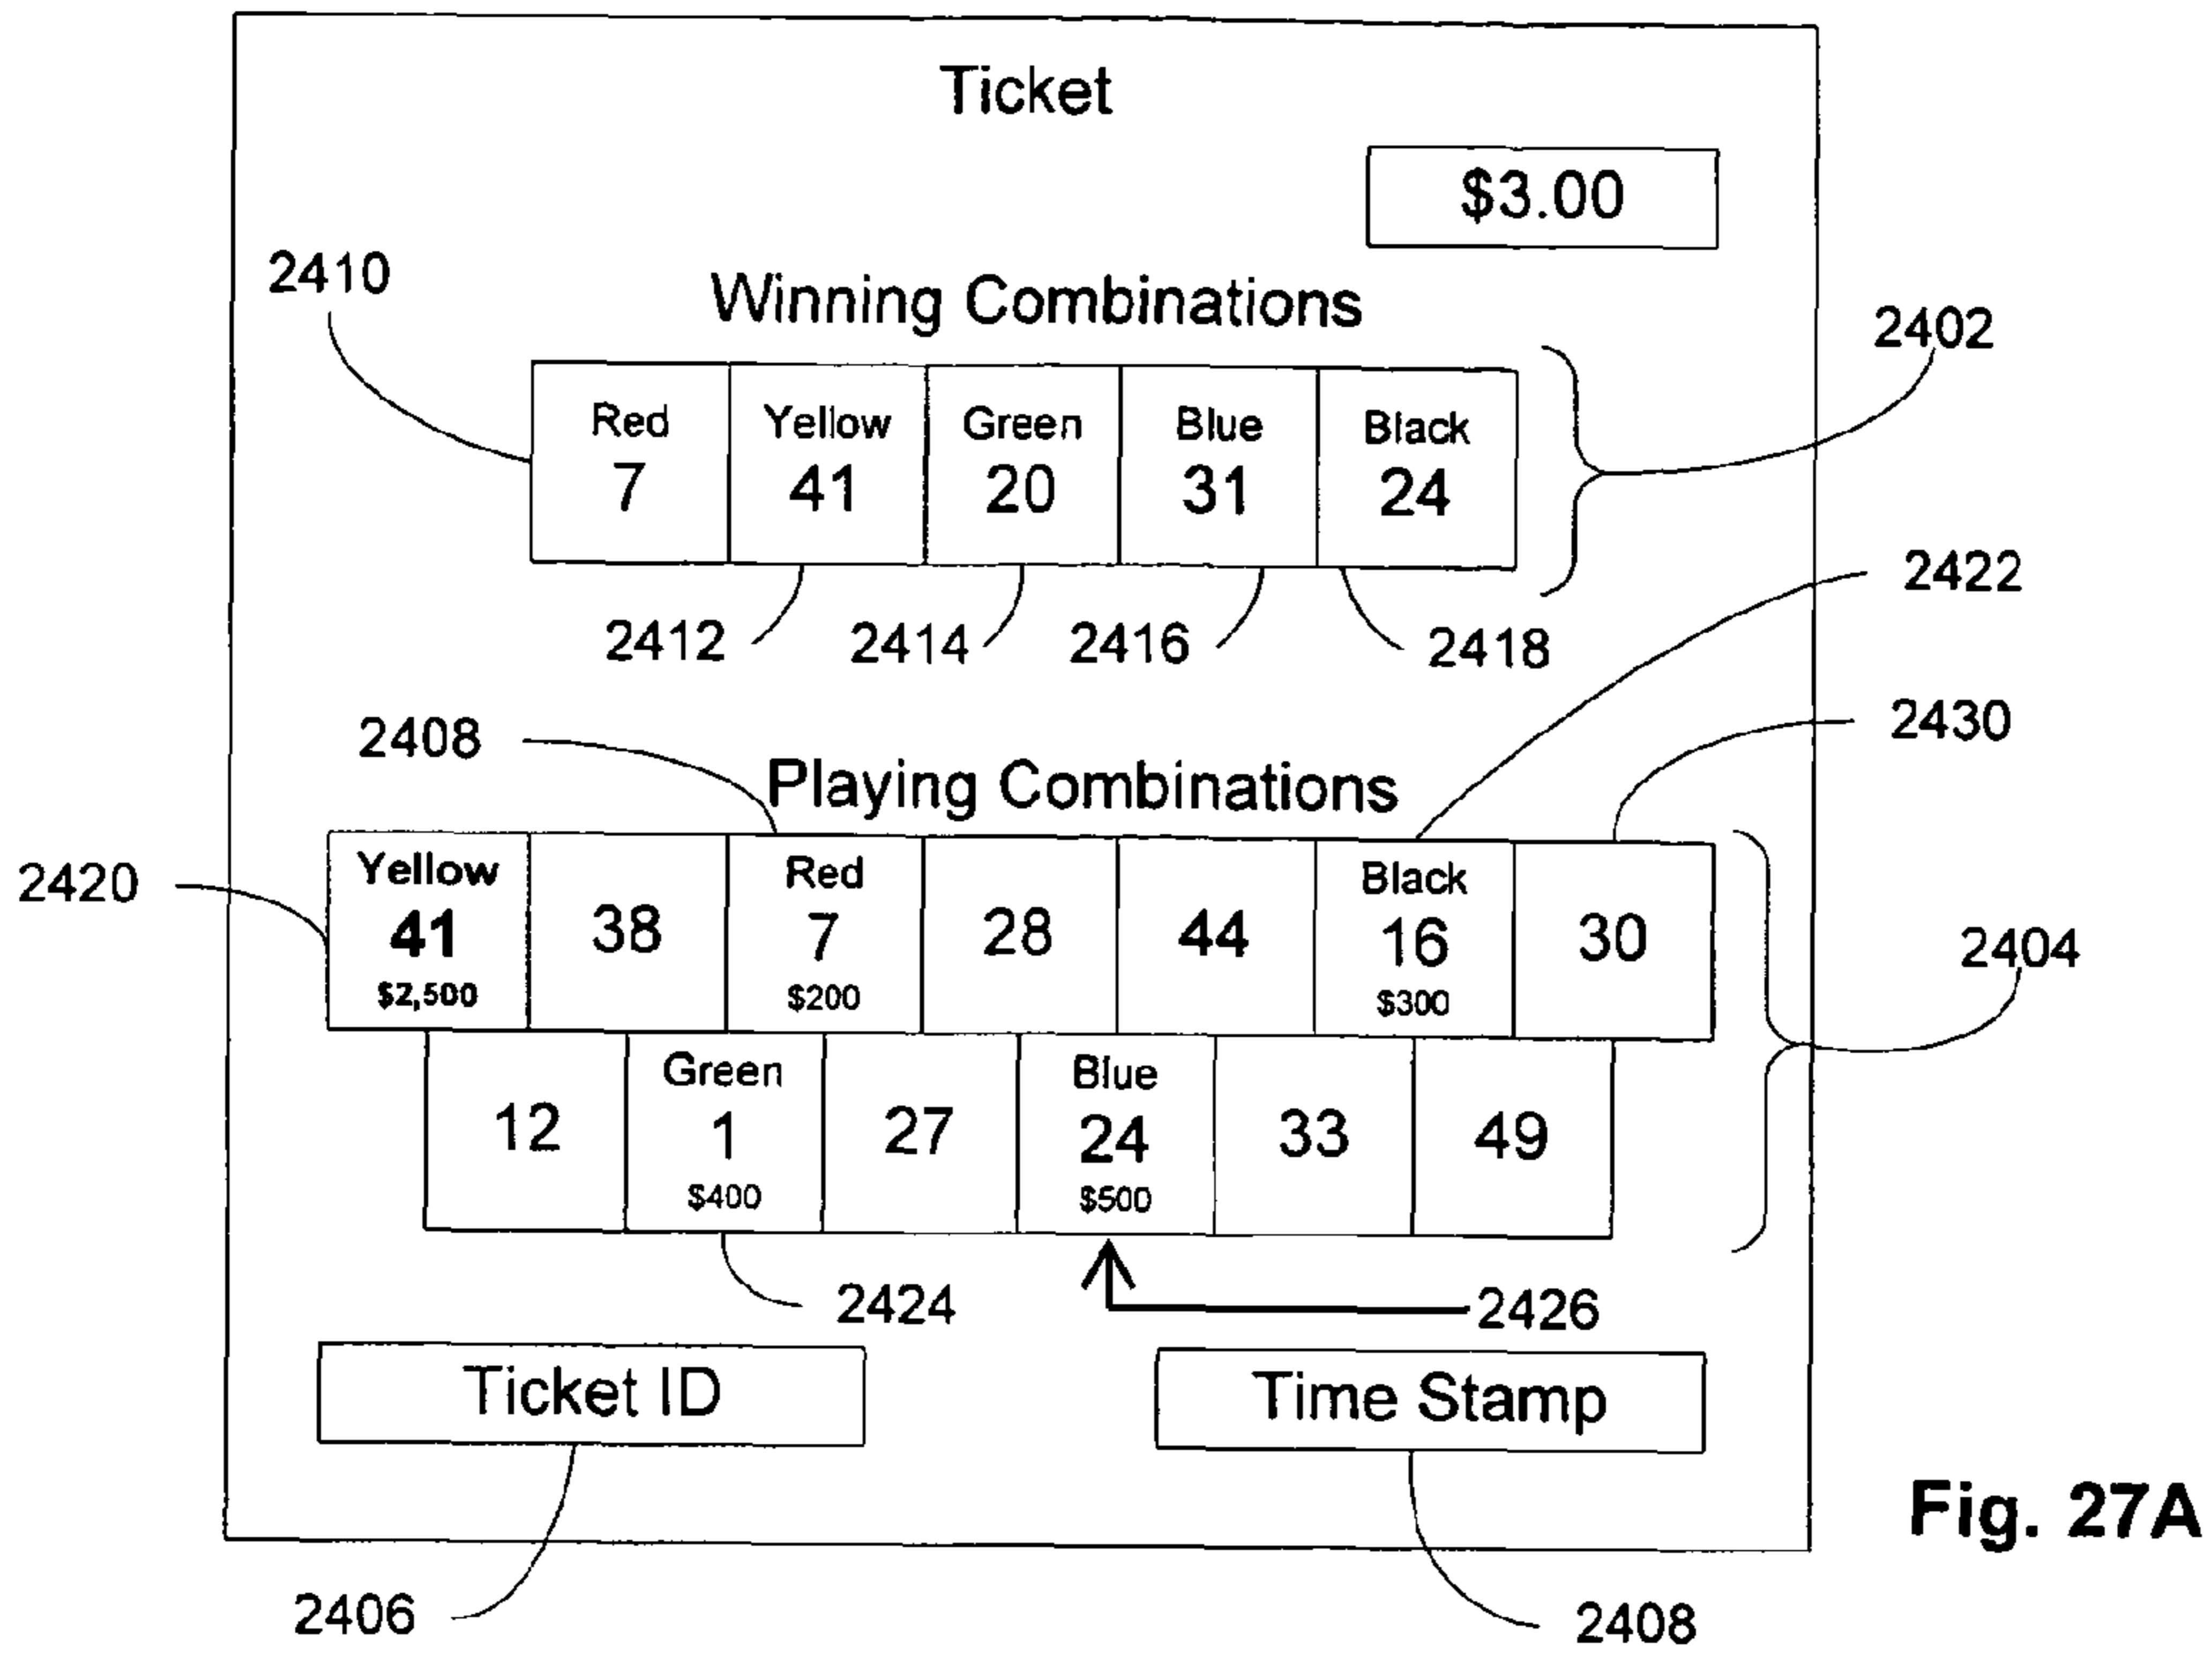 Ticket
$3.00
2410
Winning Combinations
2402
Red Yellow Green Blue Black
7 41 20 31 24
2422
2412 2414 2416 2418
2430
2408
Playing Combinations
2420
Yellow Red Black
41 38 7 28 44 16 30
$2,500 $200 $300
2404
Green Blue
12 1 27 24 33 49
$400 $500
2424 2426
Ticket ID Time Stamp
Fig. 27A
2406 2408